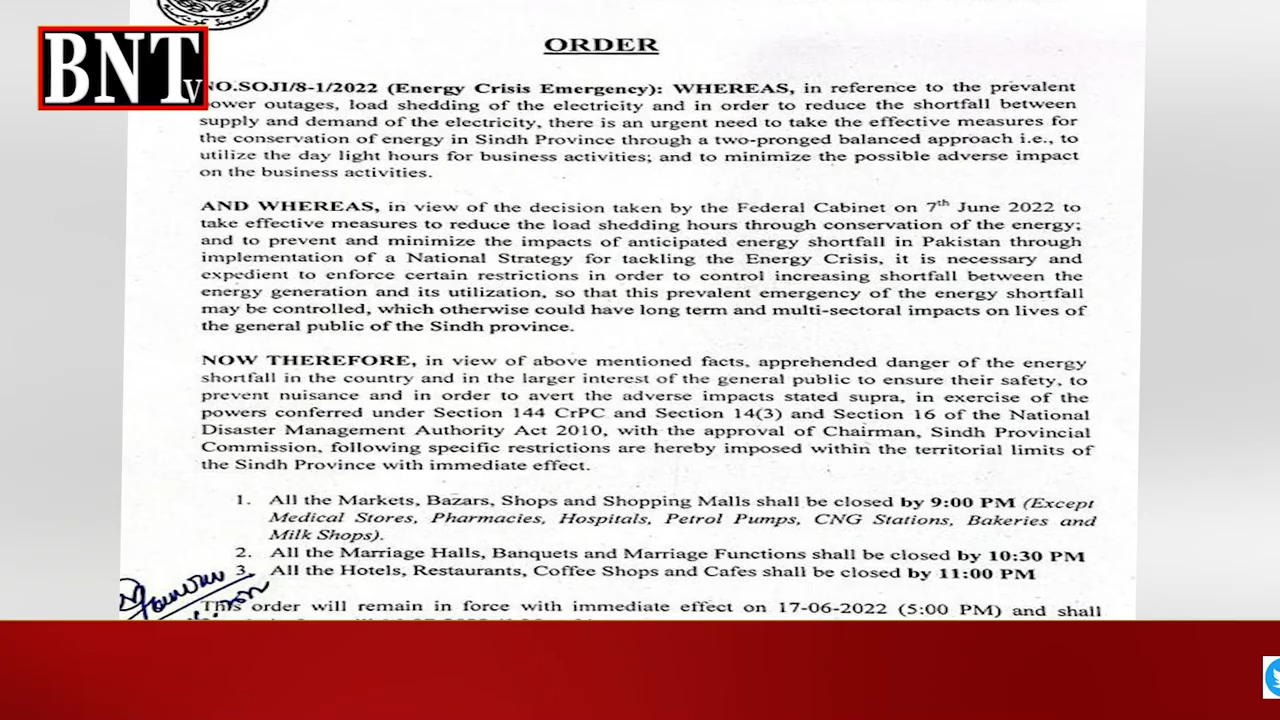 BNT
V
ORDER
NO.SOJI/8-1/2022 (Energy Crisis Emergency): WHEREAS, in reference to the prevalent
power outages, load shedding of the electricity and in order to reduce the shortfall between
supply and demand of the electricity, there is an urgent need to take the effective measures for
the conservation of energy in Sindh Province through a two-pronged balanced approach i.e., to
utilize the day light hours for business activities; and to minimize the possible adverse impact
on the business activities.
AND WHEREAS, in view of the decision taken by the Federal Cabinet on 7th June 2022 to
take effective measures to reduce the load shedding hours through conservation of the energy;
and to prevent and minimize the impacts of anticipated energy shortfall in Pakistan through
implementation of a National Strategy for tackling the Energy Crisis, it is necessary and
expedient to enforce certain restrictions in order to control increasing shortfall between the
energy generation and its utilization, so that this prevalent emergency of the energy shortfall
may be controlled, which otherwise could have long term and multi-sectoral impacts on lives of
the general public of the Sindh province.
NOW THEREFORE, in view of above mentioned facts, apprehended danger of the energy
shortfall in the country and in the larger interest of the general public to ensure their safety, to
prevent nuisance and in order to avert the adverse impacts stated supra, in exercise of the
powers conferred under Section 144 CrPC and Section 14(3) and Section 16 of the National
Disaster Management Authority Act 2010, with the approval of Chairman, Sindh Provincial
Commission, following specific restrictions are hereby imposed within the territorial limits of
the Sindh Province with immediate effect.
1. All the Markets, Bazars, Shops and Shopping Malls shall be closed by 9:00 PM (Except
Medical Stores, Pharmacies, Hospitals, Petrol Pumps, CNG Stations, Bakeries and
Milk Shops).
2. All the Marriage Halls, Banquets and Marriage Functions shall be closed by 10:30 PM
3. All the Hotels, Restaurants, Coffee Shops and Cafes shall be closed by 11:00 PM
This order will remain in force with immediate effect on 17-06-2022 (5:00 PM) and shall